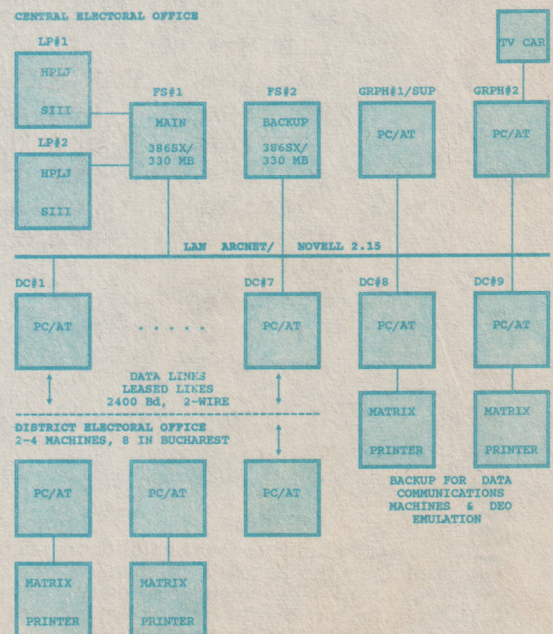 CENTRAL ELECTORAL OFFICE
LP#1
HPLJ
SIII
LP#2
HPLJ
SIII
FS#1
MAIN
386SX/
330 MB
FS#2
BACKUP
386SX/
330 MB
GRPH#1/SUP
PC/AT
TV CAR
GRPH#2
PC/AT
LAN ARCNET/ NOVELL 2.15
DC#1
PC/AT
. . . . .
DC#7
PC/AT
DC#8
PC/AT
DC#9
PC/AT
DATA LINKS
LEASED LINES
2400 Bd, 2-WIRE
MATRIX
PRINTER
MATRIX
PRINTER
DISTRICT ELECTORAL OFFICE
2-4 MACHINES, 8 IN BUCHAREST
PC/AT
PC/AT
PC/AT
BACKUP FOR DATA
COMMUNICATIONS
MACHINES & DEO
EMULATION
MATRIX
PRINTER
MATRIX
PRINTER